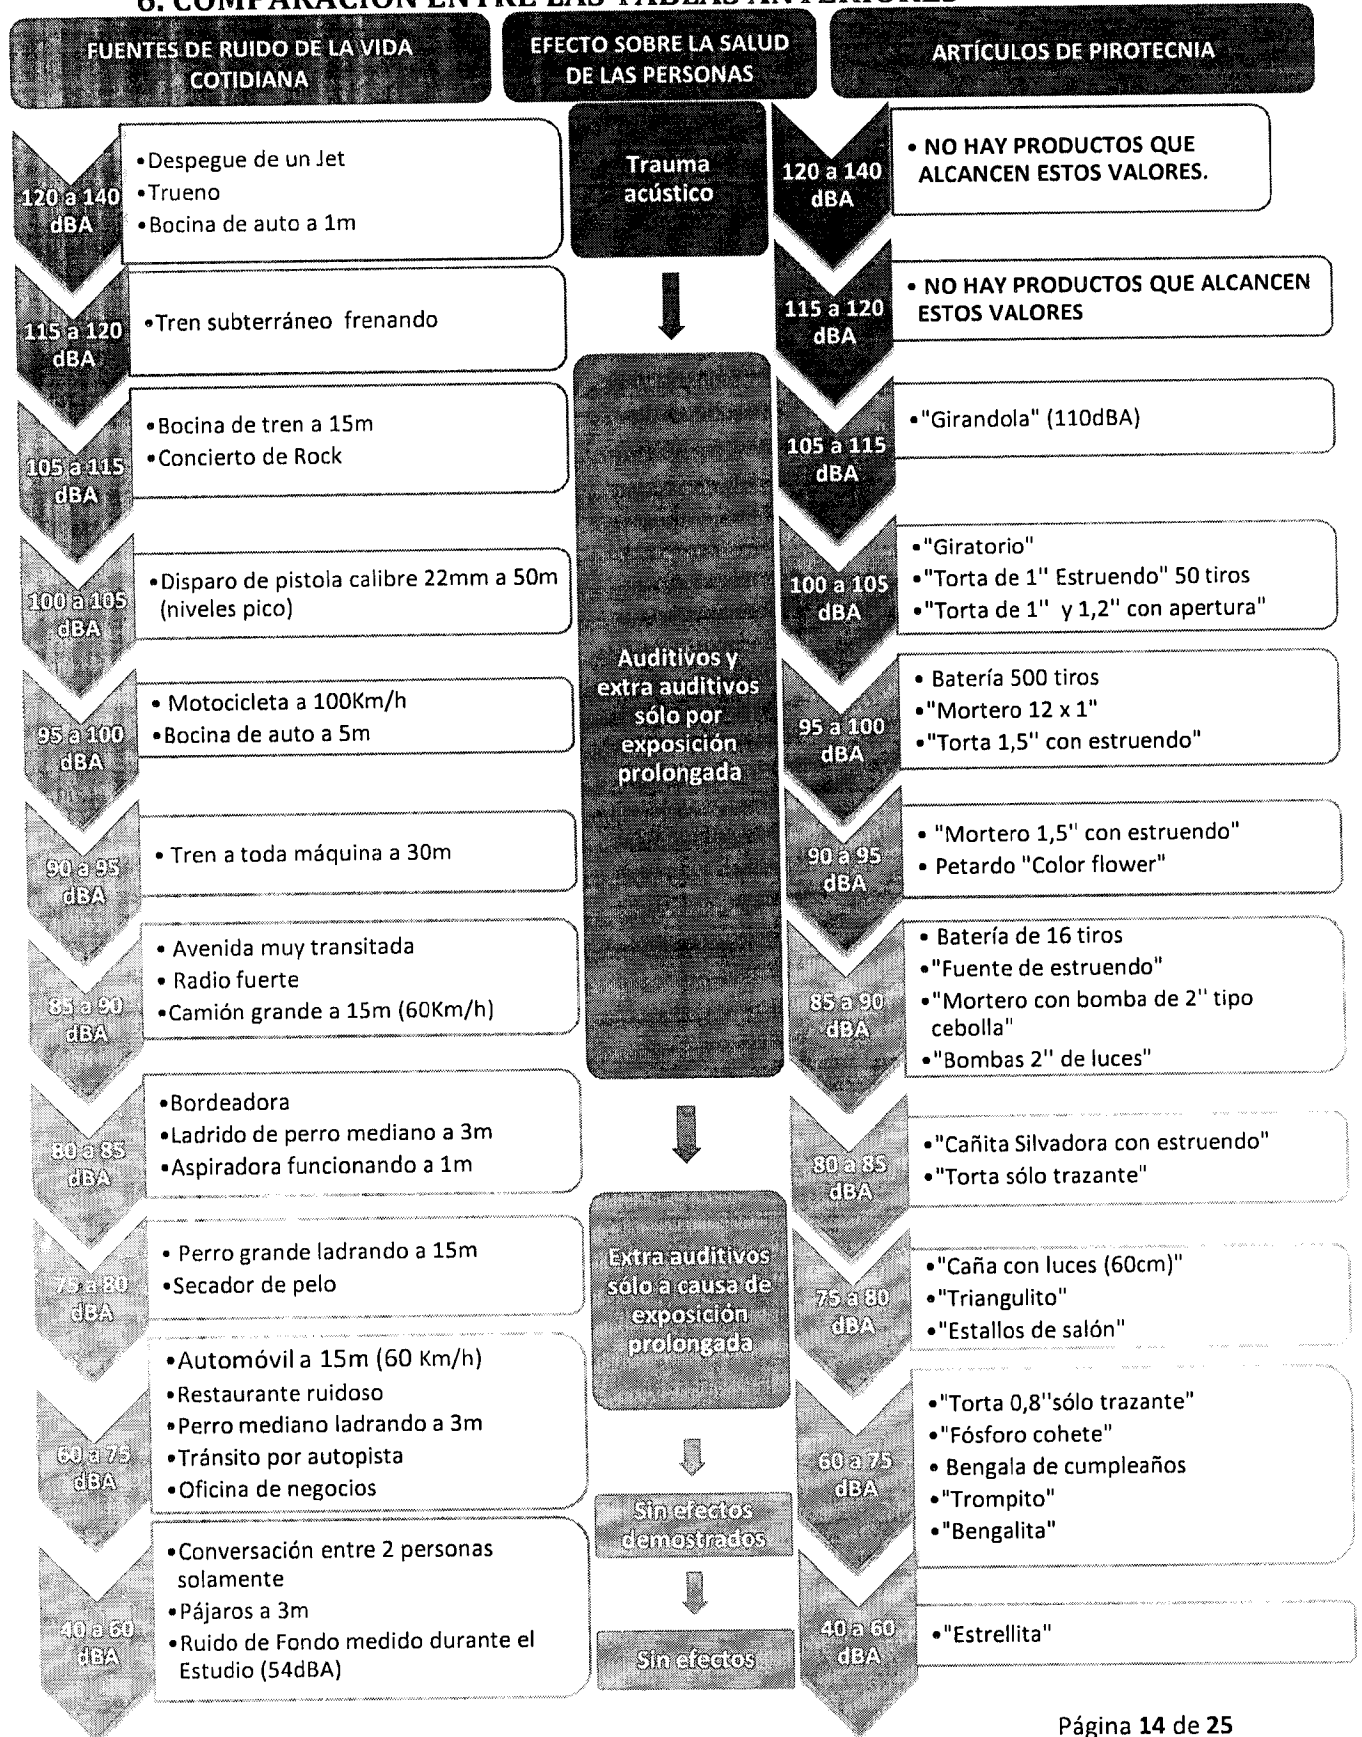 6. COMPARACIÓN ENTRE LAS TABLAS ANTERIORES
FUENTES DE RUIDO DE LA VIDA
COTIDIANA
EFECTO SOBRE LA SALUD
DE LAS PERSONAS
ARTÍCULOS DE PIROTECNIA
120 a 140
dBA
•Despegue de un Jet
•Trueno
•Bocina de auto a 1m
115 a 120
dBA
•Tren subterráneo frenando
105 a 115
dBA
•Bocina de tren a 15m
•Concierto de Rock
100 a 105
dBA
•Disparo de pistola calibre 22mm a 50m
(niveles pico)
95 a 100
dBA
• Motocicleta a 100Km/h
•Bocina de auto a 5m
90 a 95
dBA
• Tren a toda máquina a 30m
85 a 90
dBA
• Avenida muy transitada
• Radio fuerte
•Camión grande a 15m (60Km/h)
80 a 85
dBA
•Bordeadora
•Ladrido de perro mediano a 3m
•Aspiradora funcionando a 1m
75 a 80
dBA
• Perro grande ladrando a 15m
•Secador de pelo
60 a 75
dBA
•Automóvil a 15m (60 Km/h)
•Restaurante ruidoso
•Perro mediano ladrando a 3m
•Tránsito por autopista
•Oficina de negocios
40 a 60
dBA
•Conversación entre 2 personas
solamente
•Pájaros a 3m
•Ruido de Fondo medido durante el
Estudio (54dBA)
Trauma
acústico
Auditivos y
extra auditivos
sólo por
exposición
prolongada
Extra auditivos
sólo a causa de
exposición
prolongada
Sin efectos
demostrados
Sin efectos
120 a 140
dBA
• NO HAY PRODUCTOS QUE
ALCANCEN ESTOS VALORES.
115 a 120
dBA
• NO HAY PRODUCTOS QUE ALCANCEN
ESTOS VALORES
105 a 115
dBA
•"Girandola" (110dBA)
100 a 105
dBA
•"Giratorio"
•"Torta de 1" Estruendo" 50 tiros
•"Torta de 1" y 1,2" con apertura"
95 a 100
dBA
• Batería 500 tiros
•"Mortero 12 x 1"
•"Torta 1,5" con estruendo"
90 a 95
dBA
• "Mortero 1,5" con estruendo"
• Petardo "Color flower"
85 a 90
dBA
• Batería de 16 tiros
•"Fuente de estruendo"
•"Mortero con bomba de 2" tipo
cebolla"
•"Bombas 2" de luces"
80 a 85
dBA
•"Cañita Silvadora con estruendo"
•"Torta sólo trazante"
75 a 80
dBA
•"Caña con luces (60cm)"
•"Triangulito"
•"Estallos de salón"
60 a 75
dBA
•"Torta 0,8"sólo trazante"
•"Fósforo cohete"
• Bengala de cumpleaños
•"Trompito"
•"Bengalita"
40 a 60
dBA
•"Estrellita"
Página 14 de 25